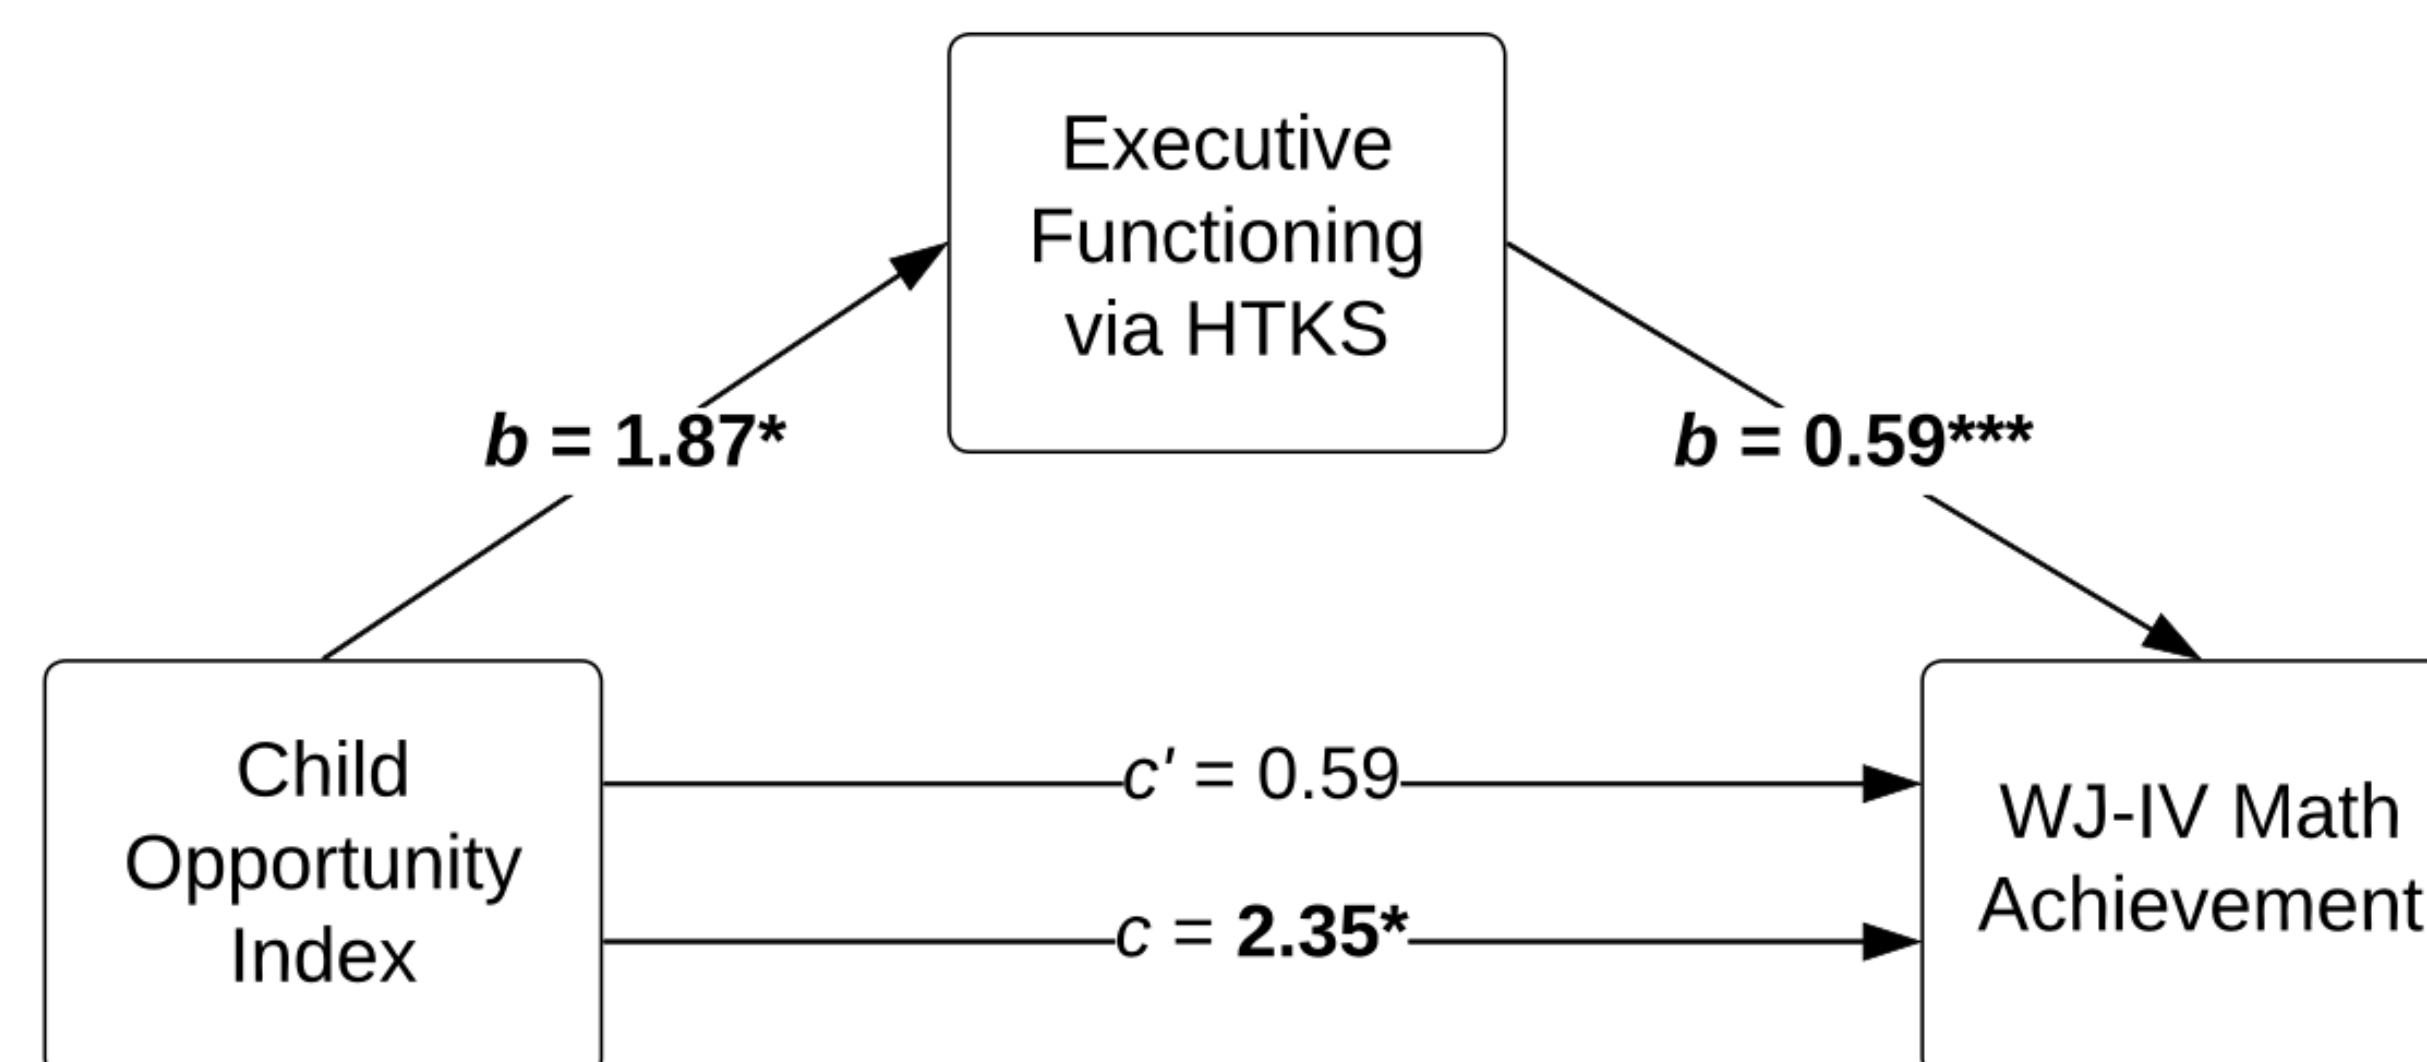 Executive
Functioning
via HTKS
b = 1.87*
b = 0.59***
Child
Opportunity
Index
c' = 0.59
c = 2.35*
WJ-IV Math
Achievement